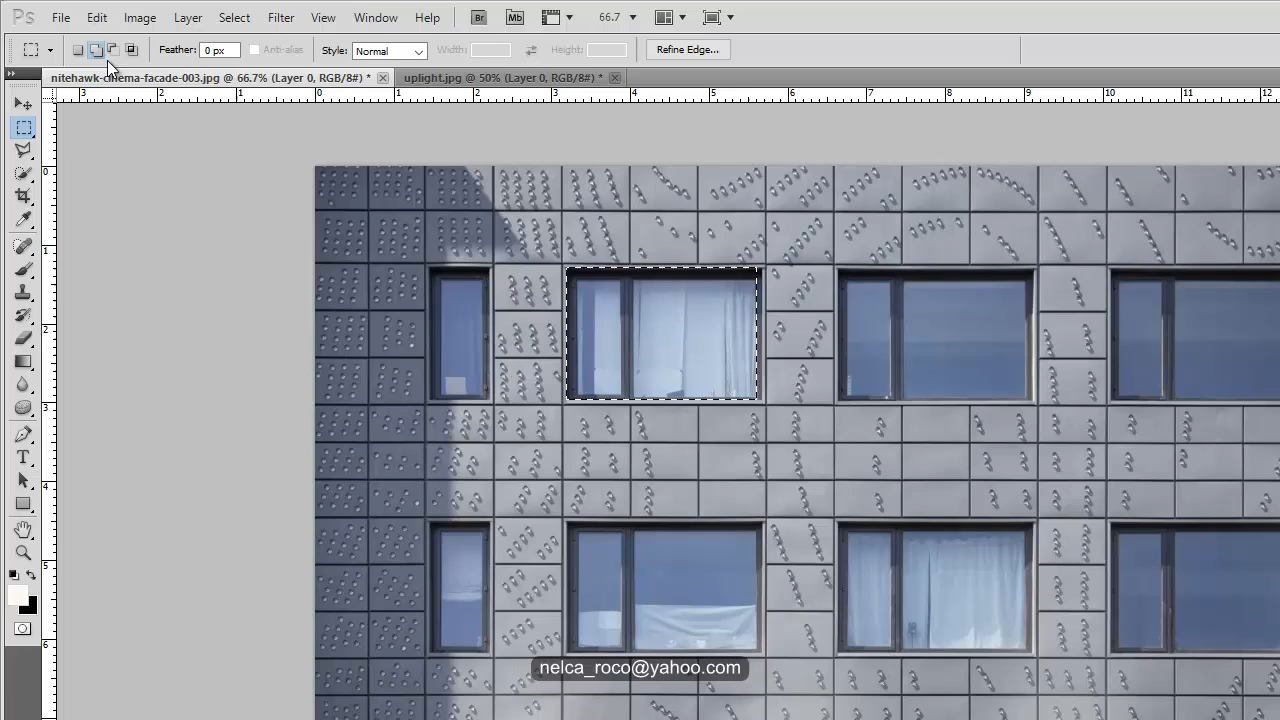 Ps File Edit Image Layer Select Filter View Window Help Br Mb 66.7
Feather: 0 px Anti-alias Style: Normal Width: Height: Refine Edge...
nitehawk-cinema-facade-003.jpg @ 66.7% (Layer 0, RGB/8#) * uplight.jpg @ 50% (Layer 0, RGB/8#) *
3 2 1 0 1 2 3 4 5 6 7 8 9 10 11 12
0
1
2
3
4
5
6
nelca_roco@yahoo.com